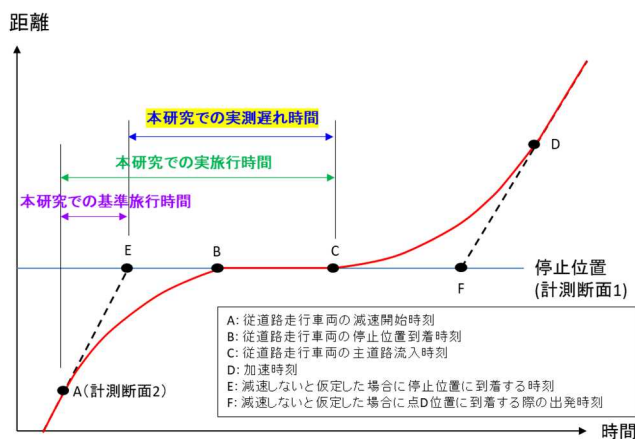 距離
本研究での実測遅れ時間
本研究での実旅行時間
本研究での基準旅行時間
D
E
B
C
F
停止位置
(計測断面1)
A(計測断面2)
A: 従道路走行車両の減速開始時刻
B: 従道路走行車両の停止位置到着時刻
C: 従道路走行車両の主道路流入時刻
D: 加速時刻
E: 減速しないと仮定した場合に停止位置に到着する時刻
F: 減速しないと仮定した場合に点D位置に到着する際の出発時刻
時間